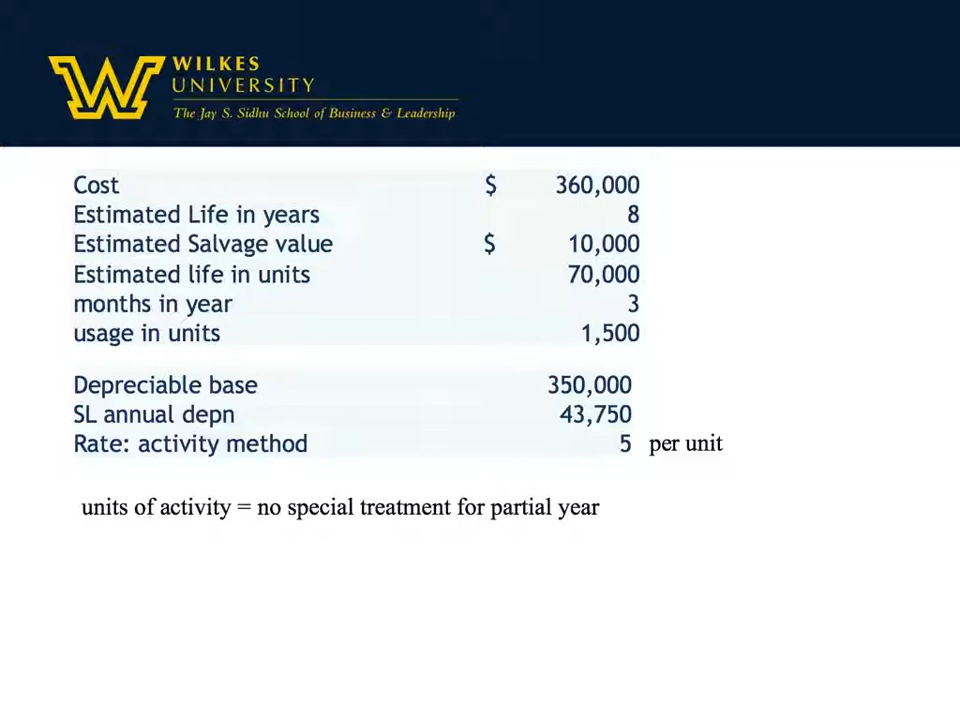 W WILKES
UNIVERSITY
The Jay S. Sidhu School of Business & Leadership
Cost $ 360,000
Estimated Life in years 8
Estimated Salvage value $ 10,000
Estimated life in units 70,000
months in year 3
usage in units 1,500
Depreciable base 350,000
SL annual depn 43,750
Rate: activity method 5 per unit
units of activity = no special treatment for partial year